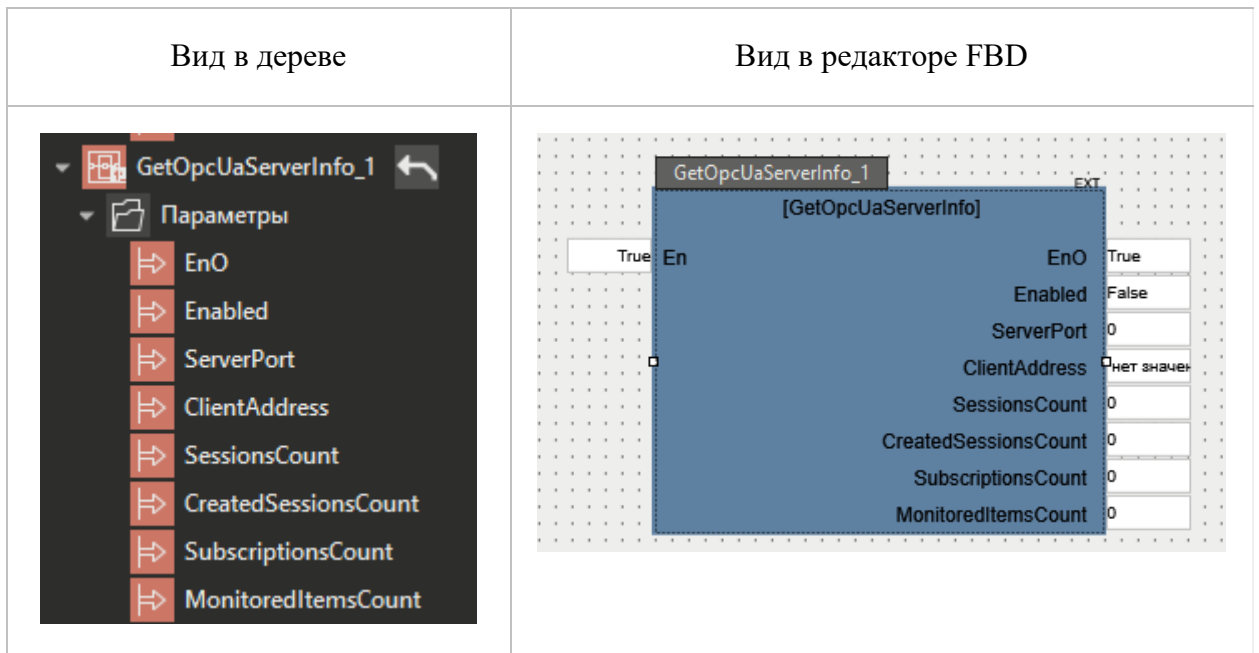 Вид в дереве
Вид в редакторе FBD
GetOpcUaServerInfo_1
Параметры
EnO
Enabled
ServerPort
ClientAddress
SessionsCount
CreatedSessionsCount
SubscriptionsCount
MonitoredItemsCount
GetOpcUaServerInfo_1
EXT
[GetOpcUaServerInfo]
True En EnO True
Enabled False
ServerPort 0
ClientAddress нет значен
SessionsCount 0
CreatedSessionsCount 0
SubscriptionsCount 0
MonitoredItemsCount 0